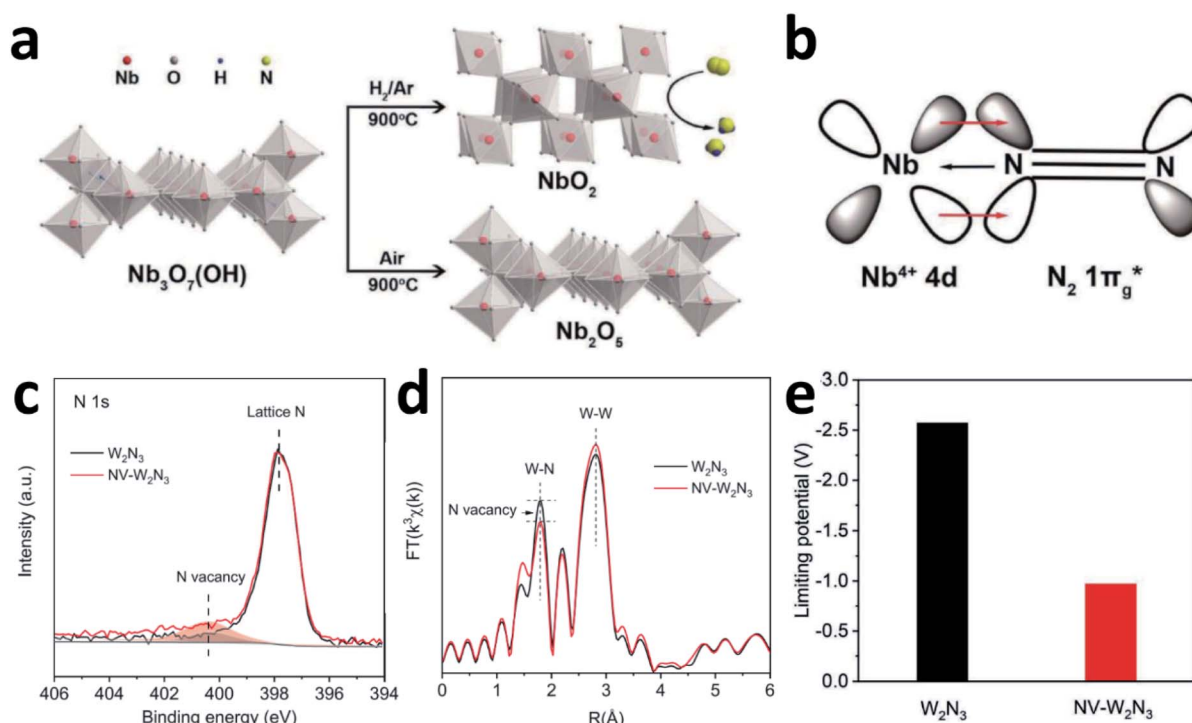 a
Nb O H N
H₂/Ar
900°C
NbO₂
Nb₃O₇(OH)
Air
900°C
Nb₂O₅
b
Nb N N
Nb⁴⁺ 4d N₂ 1πg*
c
N 1s
Lattice N
W₂N₃
NV-W₂N₃
N vacancy
Intensity (a.u.)
406 404 402 400 398 396 394
Binding energy (eV)
d
W-W
W-N
W₂N₃
NV-W₂N₃
N vacancy
FT(k³χ(k))
0 1 2 3 4 5 6
R(Å)
e
-3.0
-2.5
-2.0
-1.5
-1.0
-0.5
0.0
Limiting potential (V)
W₂N₃ NV-W₂N₃